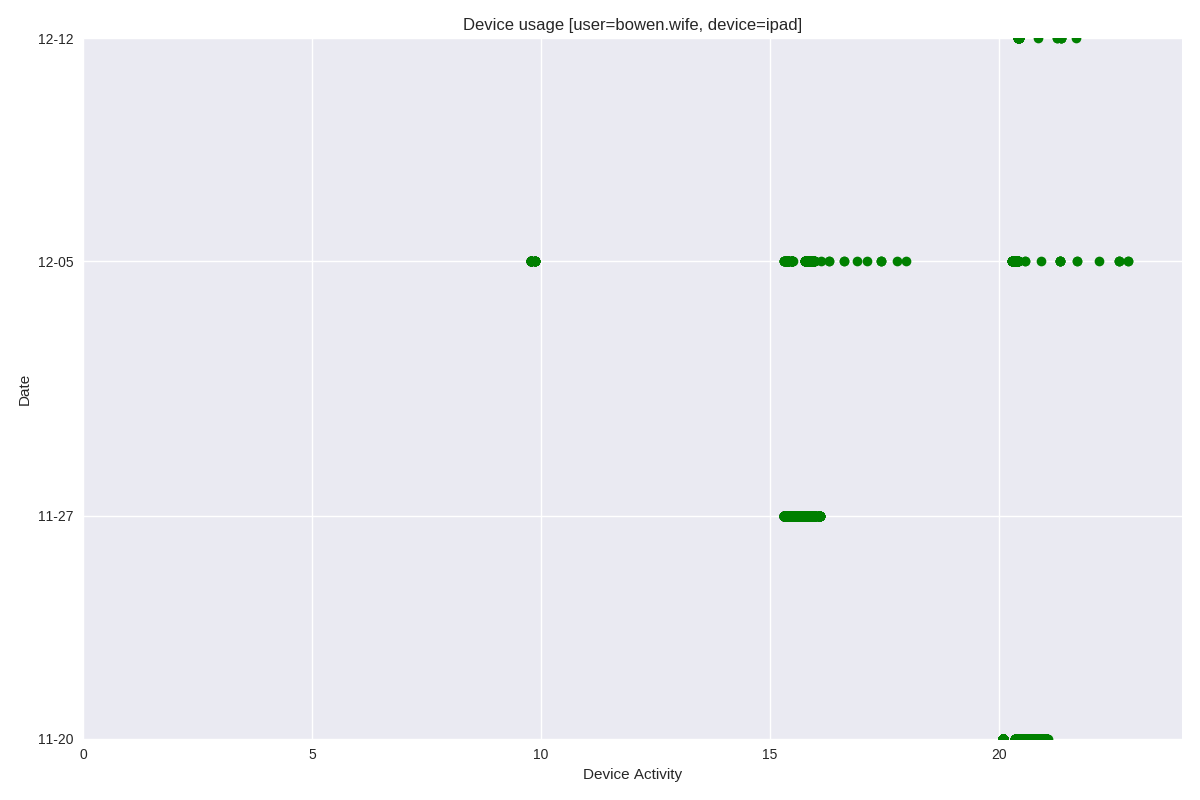 Device usage [user=bowen.wife, device=ipad]
12-12
12-05
Date
11-27
11-20
0 5 10 15 20
Device Activity